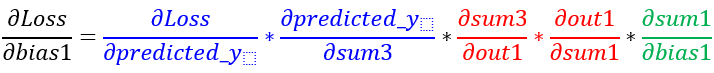 ∂Loss/∂bias1 = ∂Loss/∂predicted_y⬚ * ∂predicted_y⬚/∂sum3 * ∂sum3/∂out1 * ∂out1/∂sum1 * ∂sum1/∂bias1